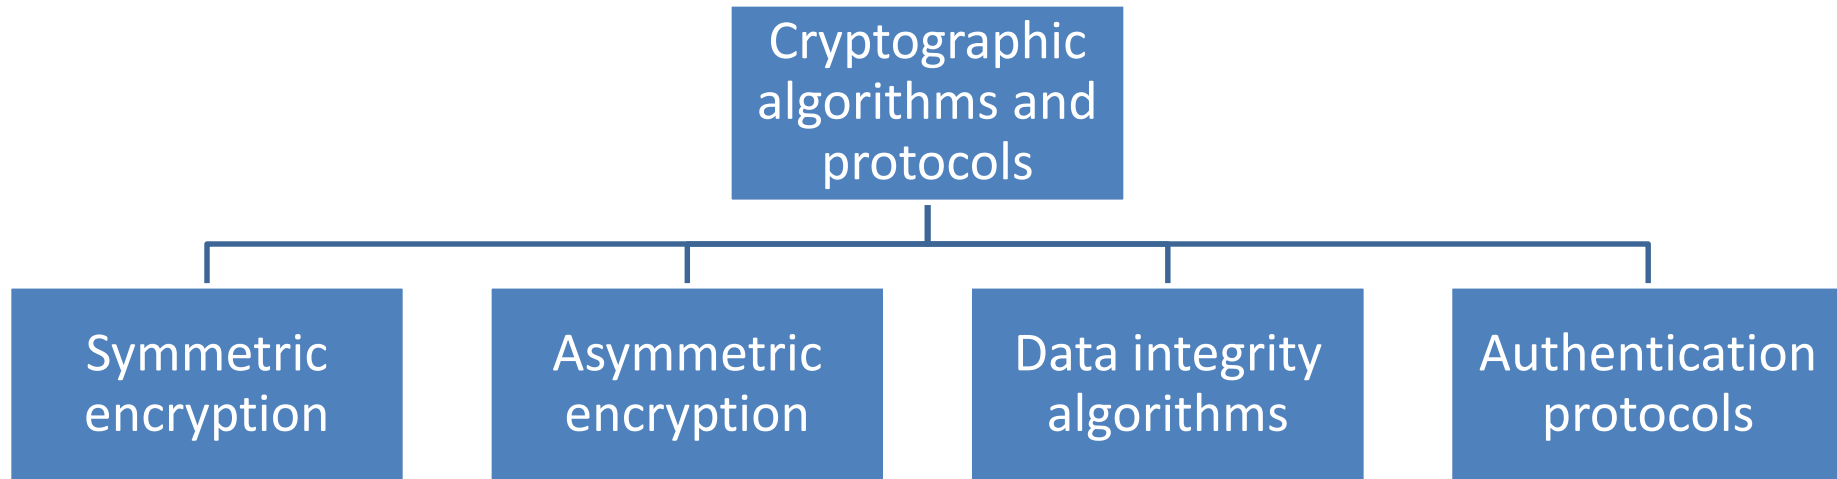 Cryptographic
algorithms and
protocols
Symmetric
encryption
Asymmetric
encryption
Data integrity
algorithms
Authentication
protocols